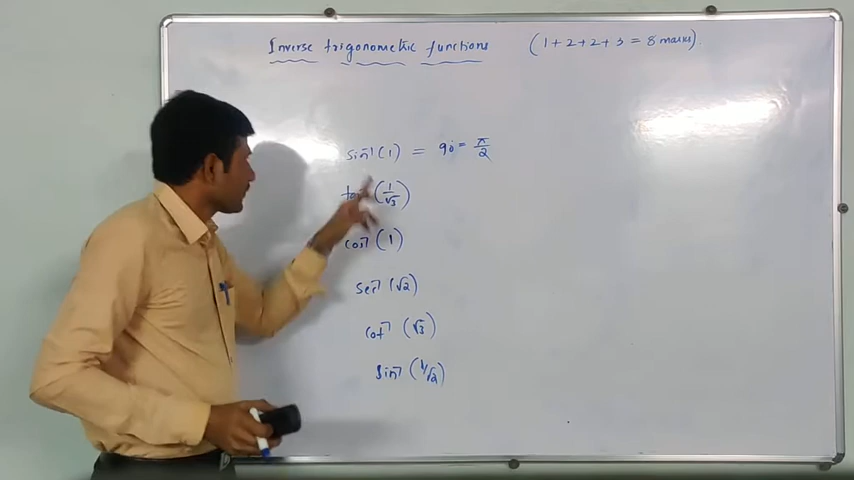 Inverse trigonometric functions (1+2+2+3 = 8 marks).
sin⁻¹(1) = 90° = π/2
tan⁻¹(1/√3)
cos⁻¹(1)
sec⁻¹(√2)
cot⁻¹(√3)
sin⁻¹(1/√2)